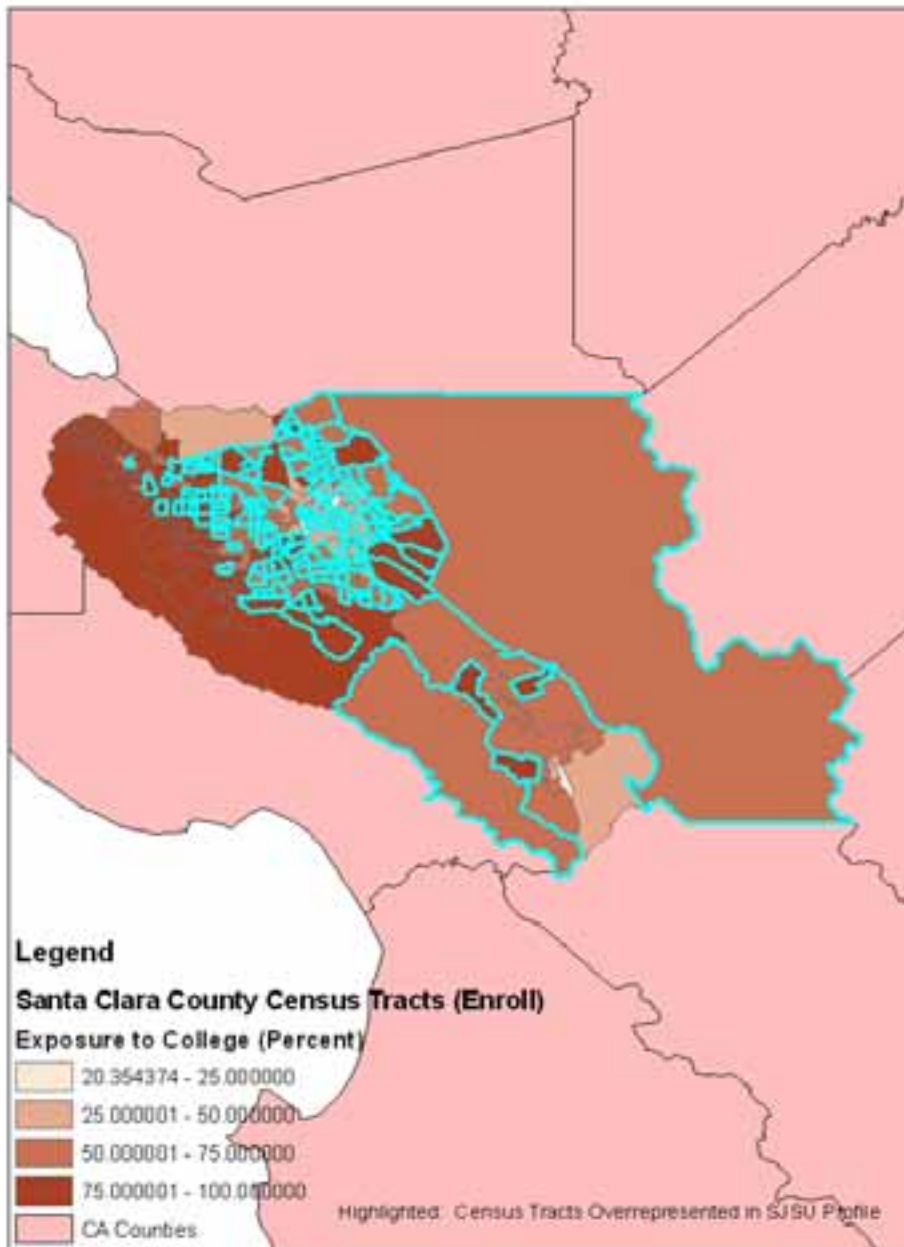 Legend
Santa Clara County Census Tracts (Enroll)
Exposure to College (Percent)
20.354374 - 25.000000
25.000001 - 50.000000
50.000001 - 75.000000
75.000001 - 100.000000
CA Counties
Highlighted: Census Tracts Overrepresented in SJSU Profile